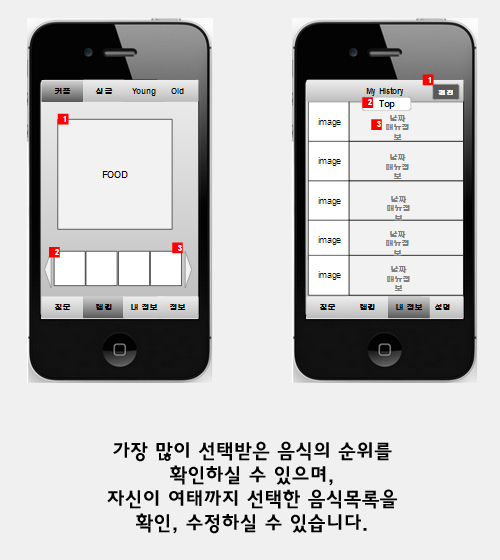 커플 싱글 Young Old
1
FOOD
2
3
질문 랭킹 내 정보 정보
My History
1
편집
2 Top
image
3
날짜
메뉴정
보
image
날짜
메뉴정
보
image
날짜
메뉴정
보
image
날짜
메뉴정
보
image
날짜
메뉴정
보
질문 랭킹 내 정보 설명
가장 많이 선택받은 음식의 순위를
확인하실 수 있으며,
자신이 여태까지 선택한 음식목록을
확인, 수정하실 수 있습니다.